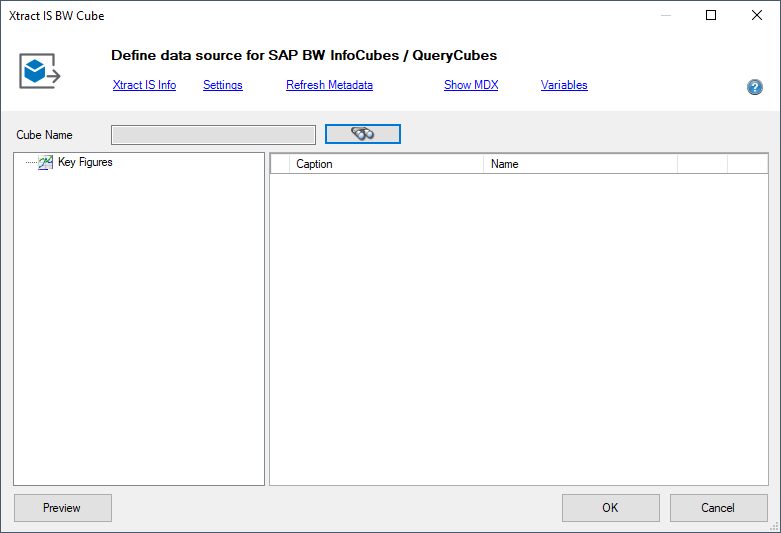 Xtract IS BW Cube
Define data source for SAP BW InfoCubes / QueryCubes
Xtract IS Info Settings Refresh Metadata Show MDX Variables
?
Cube Name
Key Figures
Caption Name
Preview OK Cancel